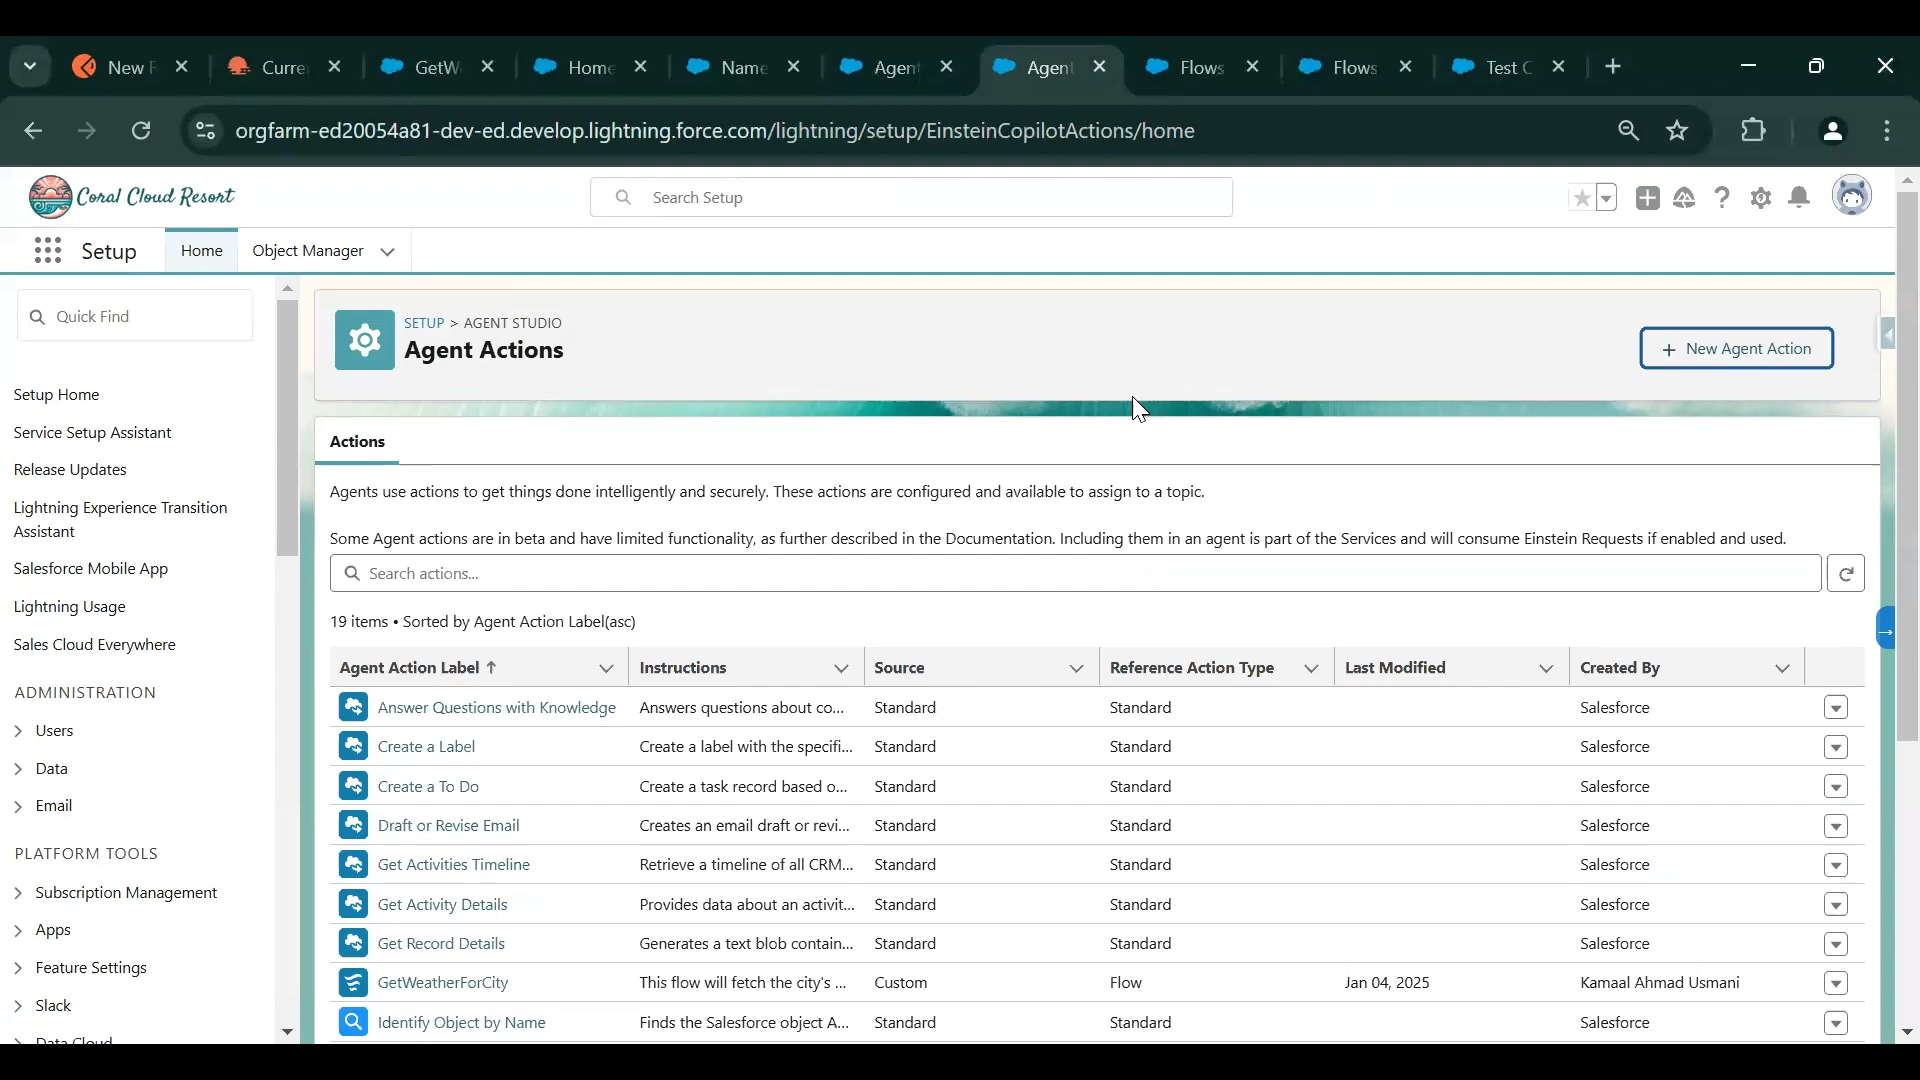 New
Curre
GetW
Home
Name
Agen
Agent
Flows
Flows
Test C
orgfarm-ed20054a81-dev-ed.develop.lightning.force.com/lightning/setup/EinsteinCopilotActions/home
Coral Cloud Resort
Search Setup
Setup
Home
Object Manager
Quick Find
Setup Home
Service Setup Assistant
Release Updates
Lightning Experience Transition
Assistant
Salesforce Mobile App
Lightning Usage
Sales Cloud Everywhere
ADMINISTRATION
Users
Data
Email
PLATFORM TOOLS
Subscription Management
Apps
Feature Settings
Slack
Data Cloud
SETUP > AGENT STUDIO
Agent Actions
+ New Agent Action
Actions
Agents use actions to get things done intelligently and securely. These actions are configured and available to assign to a topic.
Some Agent actions are in beta and have limited functionality, as further described in the Documentation. Including them in an agent is part of the Services and will consume Einstein Requests if enabled and used.
Search actions...
19 items • Sorted by Agent Action Label(asc)
Agent Action Label ↑ Instructions Source Reference Action Type Last Modified Created By
Answer Questions with Knowledge Answers questions about co... Standard Standard Salesforce
Create a Label Create a label with the specifi... Standard Standard Salesforce
Create a To Do Create a task record based o... Standard Standard Salesforce
Draft or Revise Email Creates an email draft or revi... Standard Standard Salesforce
Get Activities Timeline Retrieve a timeline of all CRM... Standard Standard Salesforce
Get Activity Details Provides data about an activit... Standard Standard Salesforce
Get Record Details Generates a text blob contain... Standard Standard Salesforce
GetWeatherForCity This flow will fetch the city's ... Custom Flow Jan 04, 2025 Kamaal Ahmad Usmani
Identify Object by Name Finds the Salesforce object A... Standard Standard Salesforce